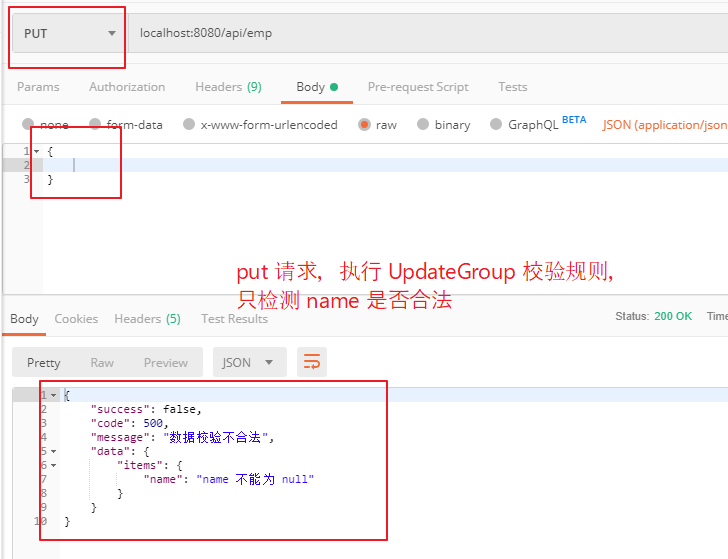 PUT localhost:8080/api/emp
Params Authorization Headers (9) Body Pre-request Script Tests
none form-data x-www-form-urlencoded raw binary GraphQL BETA JSON (application/json
1 {
2
3 }
put 请求, 执行 UpdateGroup 校验规则,
只检测 name 是否合法
Body Cookies Headers (5) Test Results Status: 200 OK Time
Pretty Raw Preview JSON
1 {
2 "success": false,
3 "code": 500,
4 "message": "数据校验不合法",
5 "data": {
6 "items": {
7 "name": "name 不能为 null"
8 }
9 }
10 }